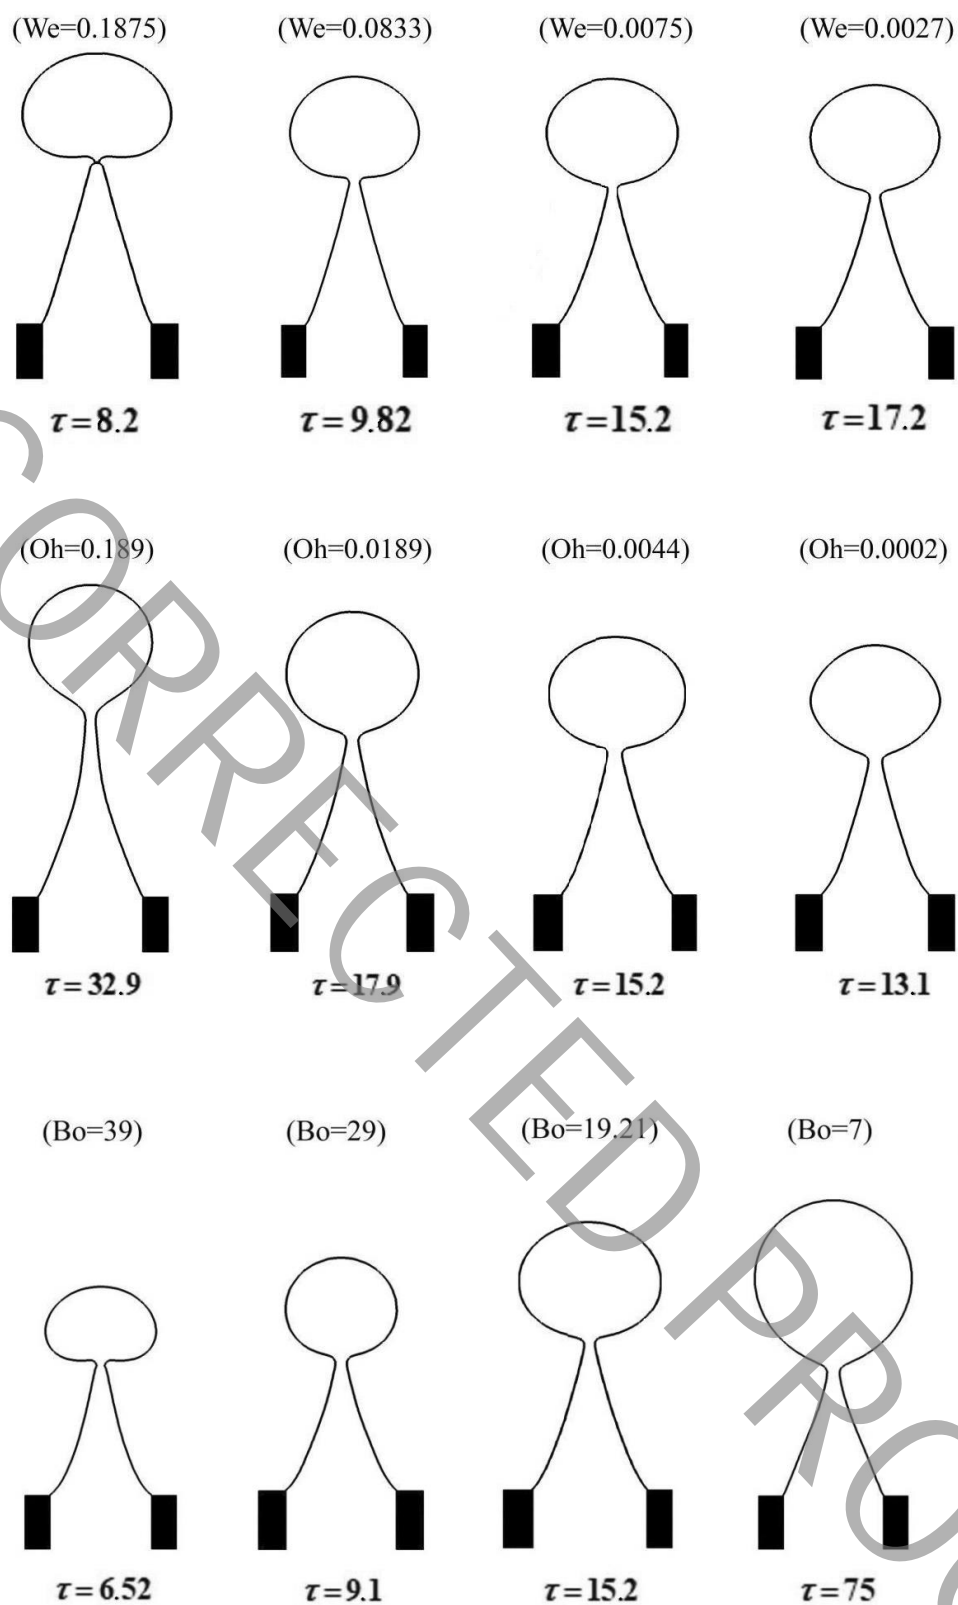 (We=0.1875) (We=0.0833) (We=0.0075) (We=0.0027)
τ=8.2 τ=9.82 τ=15.2 τ=17.2
(Oh=0.189) (Oh=0.0189) (Oh=0.0044) (Oh=0.0002)
τ=32.9 τ=17.9 τ=15.2 τ=13.1
(Bo=39) (Bo=29) (Bo=19.21) (Bo=7)
τ=6.52 τ=9.1 τ=15.2 τ=75
CORRECTED PROO